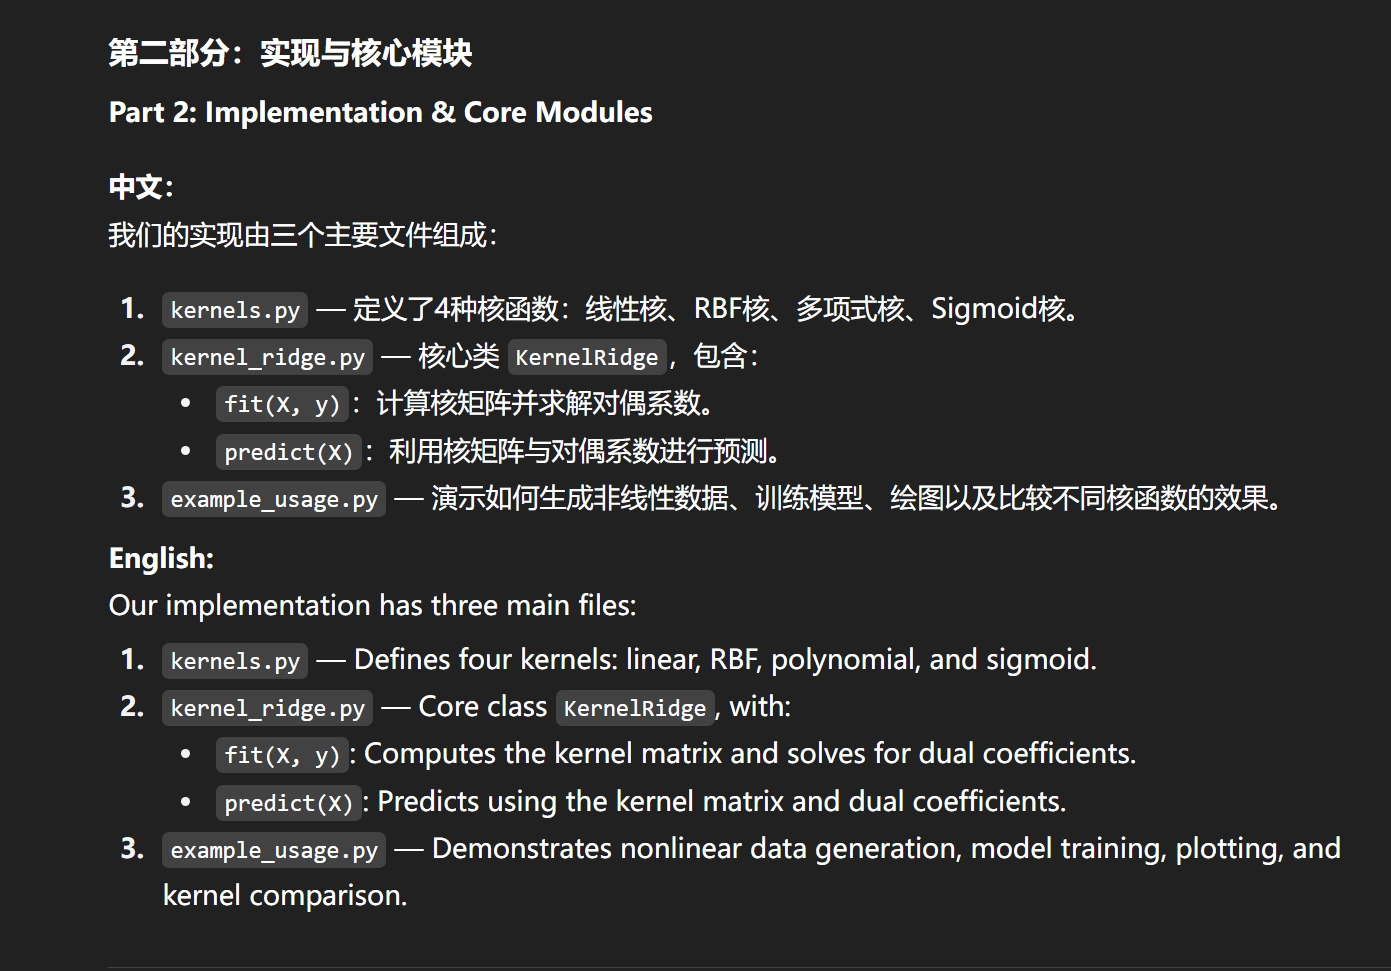 第二部分：实现与核心模块
Part 2: Implementation & Core Modules
中文：
我们的实现由三个主要文件组成：
1. kernels.py — 定义了4种核函数：线性核、RBF核、多项式核、Sigmoid核。
2. kernel_ridge.py — 核心类 KernelRidge，包含：
• fit(X, y)：计算核矩阵并求解对偶系数。
• predict(X)：利用核矩阵与对偶系数进行预测。
3. example_usage.py — 演示如何生成非线性数据、训练模型、绘图以及比较不同核函数的效果。
English:
Our implementation has three main files:
1. kernels.py — Defines four kernels: linear, RBF, polynomial, and sigmoid.
2. kernel_ridge.py — Core class KernelRidge, with:
• fit(X, y): Computes the kernel matrix and solves for dual coefficients.
• predict(X): Predicts using the kernel matrix and dual coefficients.
3. example_usage.py — Demonstrates nonlinear data generation, model training, plotting, and
kernel comparison.